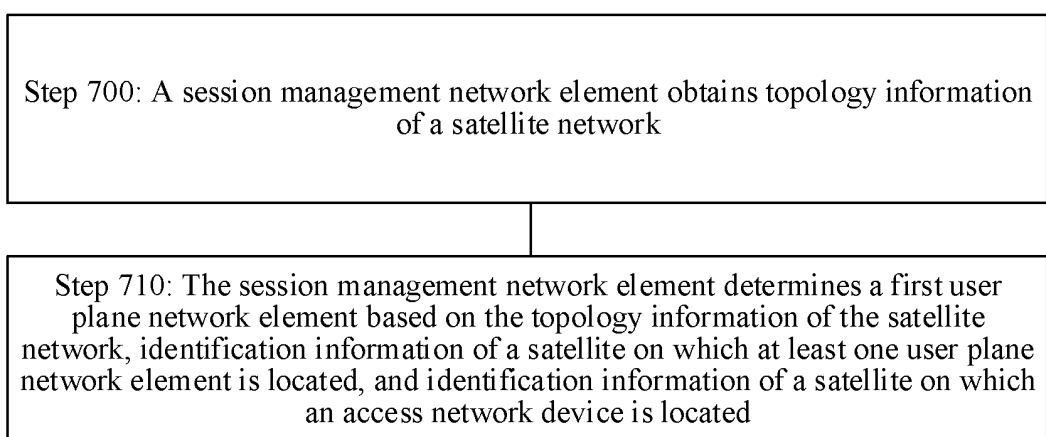 Step 700: A session management network element obtains topology information
of a satellite network
Step 710: The session management network element determines a first user
plane network element based on the topology information of the satellite
network, identification information of a satellite on which at least one user plane
network element is located, and identification information of a satellite on which
an access network device is located